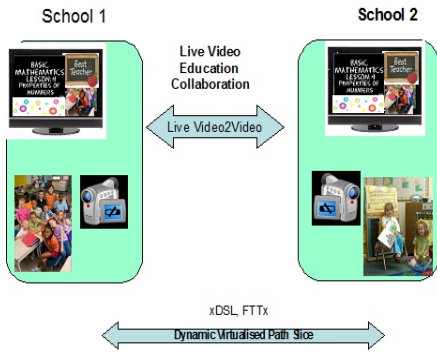 School 1
School 2
BASIC
MATHEMATICS
LESSON 4
PROPERTIES OF
NUMBERS
Best
Teacher
Live Video
Education
Collaboration
Live Video2Video
BASIC
MATHEMATICS
LESSON 4
PROPERTIES OF
NUMBERS
Best
Teacher
xDSL, FTTx
Dynamic Virtualised Path Slice